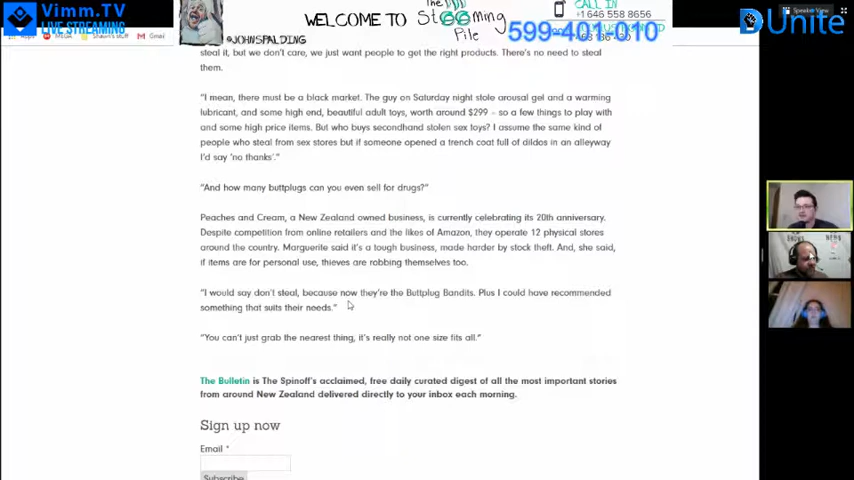 Vimm.TV
LIVE STREAMING
WELCOME TO
The
Steeming
Pile
@JOHNSPALDING
CALL IN
+1 646 558 8656
599-401-010
DUnite
Speaker View
Gmail
steal it, but we don't care, we just want people to get the right products. There's no need to steal
them.
"I mean, there must be a black market. The guy on Saturday night stole arousal gel and a warming
lubricant, and some high end, beautiful adult toys, worth around $299 – so a few things to play with
and some high price items. But who buys secondhand stolen sex toys? I assume the same kind of
people who steal from sex stores but if someone opened a trench coat full of dildos in an alleyway
I'd say 'no thanks'."
"And how many buttplugs can you even sell for drugs?"
Peaches and Cream, a New Zealand owned business, is currently celebrating its 20th anniversary.
Despite competition from online retailers and the likes of Amazon, they operate 12 physical stores
around the country. Marguerite said it's a tough business, made harder by stock theft. And, she said,
if items are for personal use, thieves are robbing themselves too.
"I would say don't steal, because now they're the Buttplug Bandits. Plus I could have recommended
something that suits their needs."
"You can't just grab the nearest thing, it's really not one size fits all."
The Bulletin is The Spinoff's acclaimed, free daily curated digest of all the most important stories
from around New Zealand delivered directly to your inbox each morning.
Sign up now
Email *
Subscribe